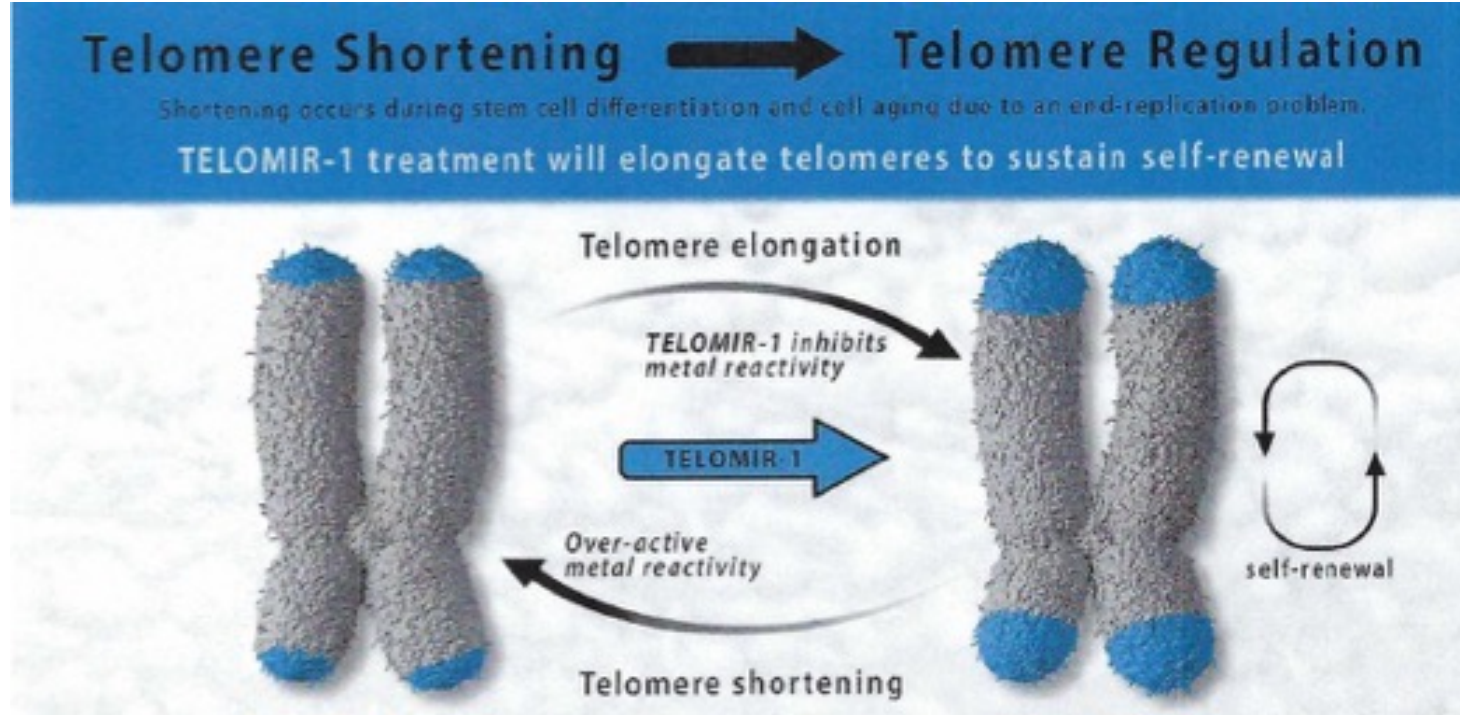 Telomere Shortening Telomere Regulation
Shortening occurs during stem cell differentiation and cell aging due to an end-replication problem.
TELOMIR-1 treatment will elongate telomeres to sustain self-renewal
Telomere elongation
TELOMIR-1 inhibits
metal reactivity
TELOMIR-1
Over-active
metal reactivity
self-renewal
Telomere shortening